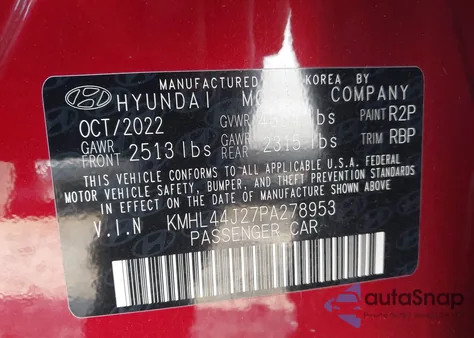 MANUFACTURED KOREA BY
HYUNDAI COMPANY
OCT/2022 GVWR lbs PAINT R2P
GAWR FRONT 2513 lbs GAWR REAR 2315 lbs TRIM RBP
THIS VEHICLE CONFORMS TO ALL APPLICABLE U.S.A. FEDERAL
MOTOR VEHICLE SAFETY, BUMPER, AND THEFT PREVENTION STANDARDS
IN EFFECT ON THE DATE OF MANUFACTURE SHOWN ABOVE.
V.I.N KMHL44J27PA278953
PASSENGER CAR
autoSnap